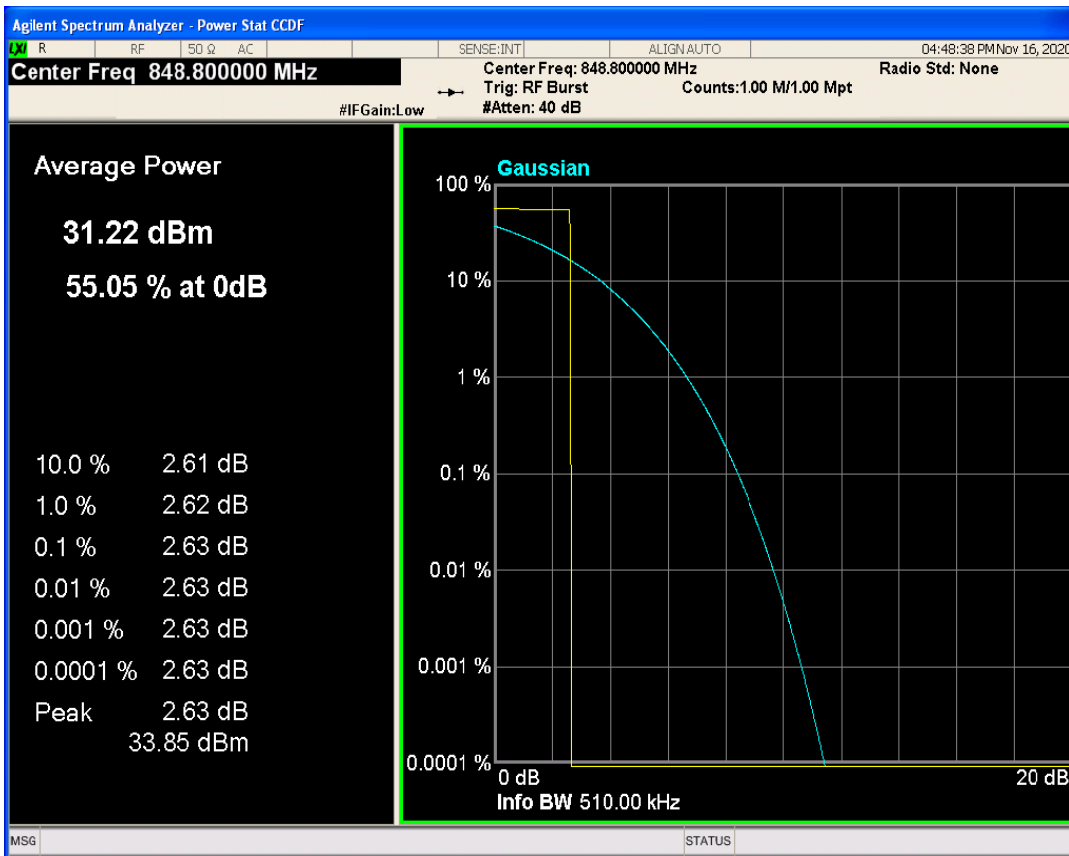 Agilent Spectrum Analyzer - Power Stat CCDF
LXI R RF 50 Ω AC SENSE:INT ALIGN AUTO 04:48:38 PM Nov 16, 2020
Center Freq 848.800000 MHz
Center Freq: 848.800000 MHz Radio Std: None
Trig: RF Burst Counts:1.00 M/1.00 Mpt
#IFGain:Low #Atten: 40 dB
Average Power
31.22 dBm
55.05 % at 0dB
10.0 % 2.61 dB
1.0 % 2.62 dB
0.1 % 2.63 dB
0.01 % 2.63 dB
0.001 % 2.63 dB
0.0001 % 2.63 dB
Peak 2.63 dB
33.85 dBm
Gaussian
100 %
10 %
1 %
0.1 %
0.01 %
0.001 %
0.0001 %
0 dB 20 dB
Info BW 510.00 kHz
MSG STATUS